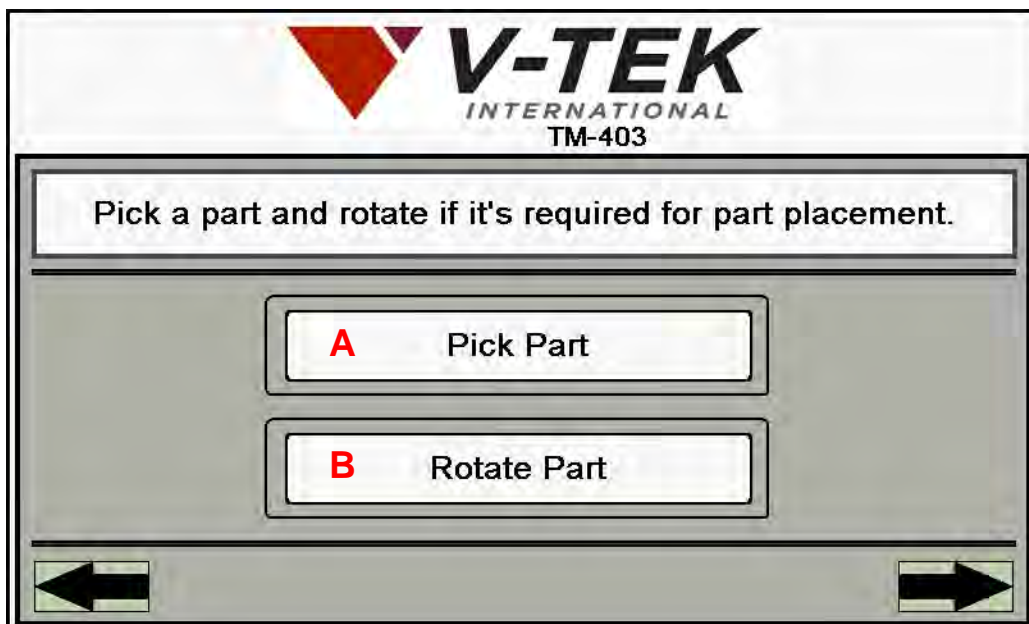 V-TEK
INTERNATIONAL
TM-403
Pick a part and rotate if it's required for part placement.
A Pick Part
B Rotate Part